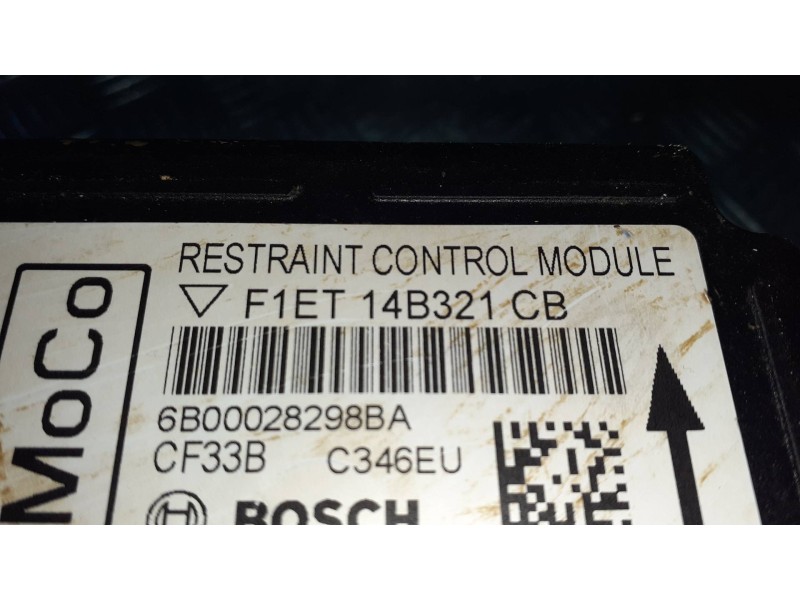 RESTRAINT CONTROL MODULE
F1ET 14B321 CB
6B00028298BA
CF33B C346EU
BOSCH
MoCo